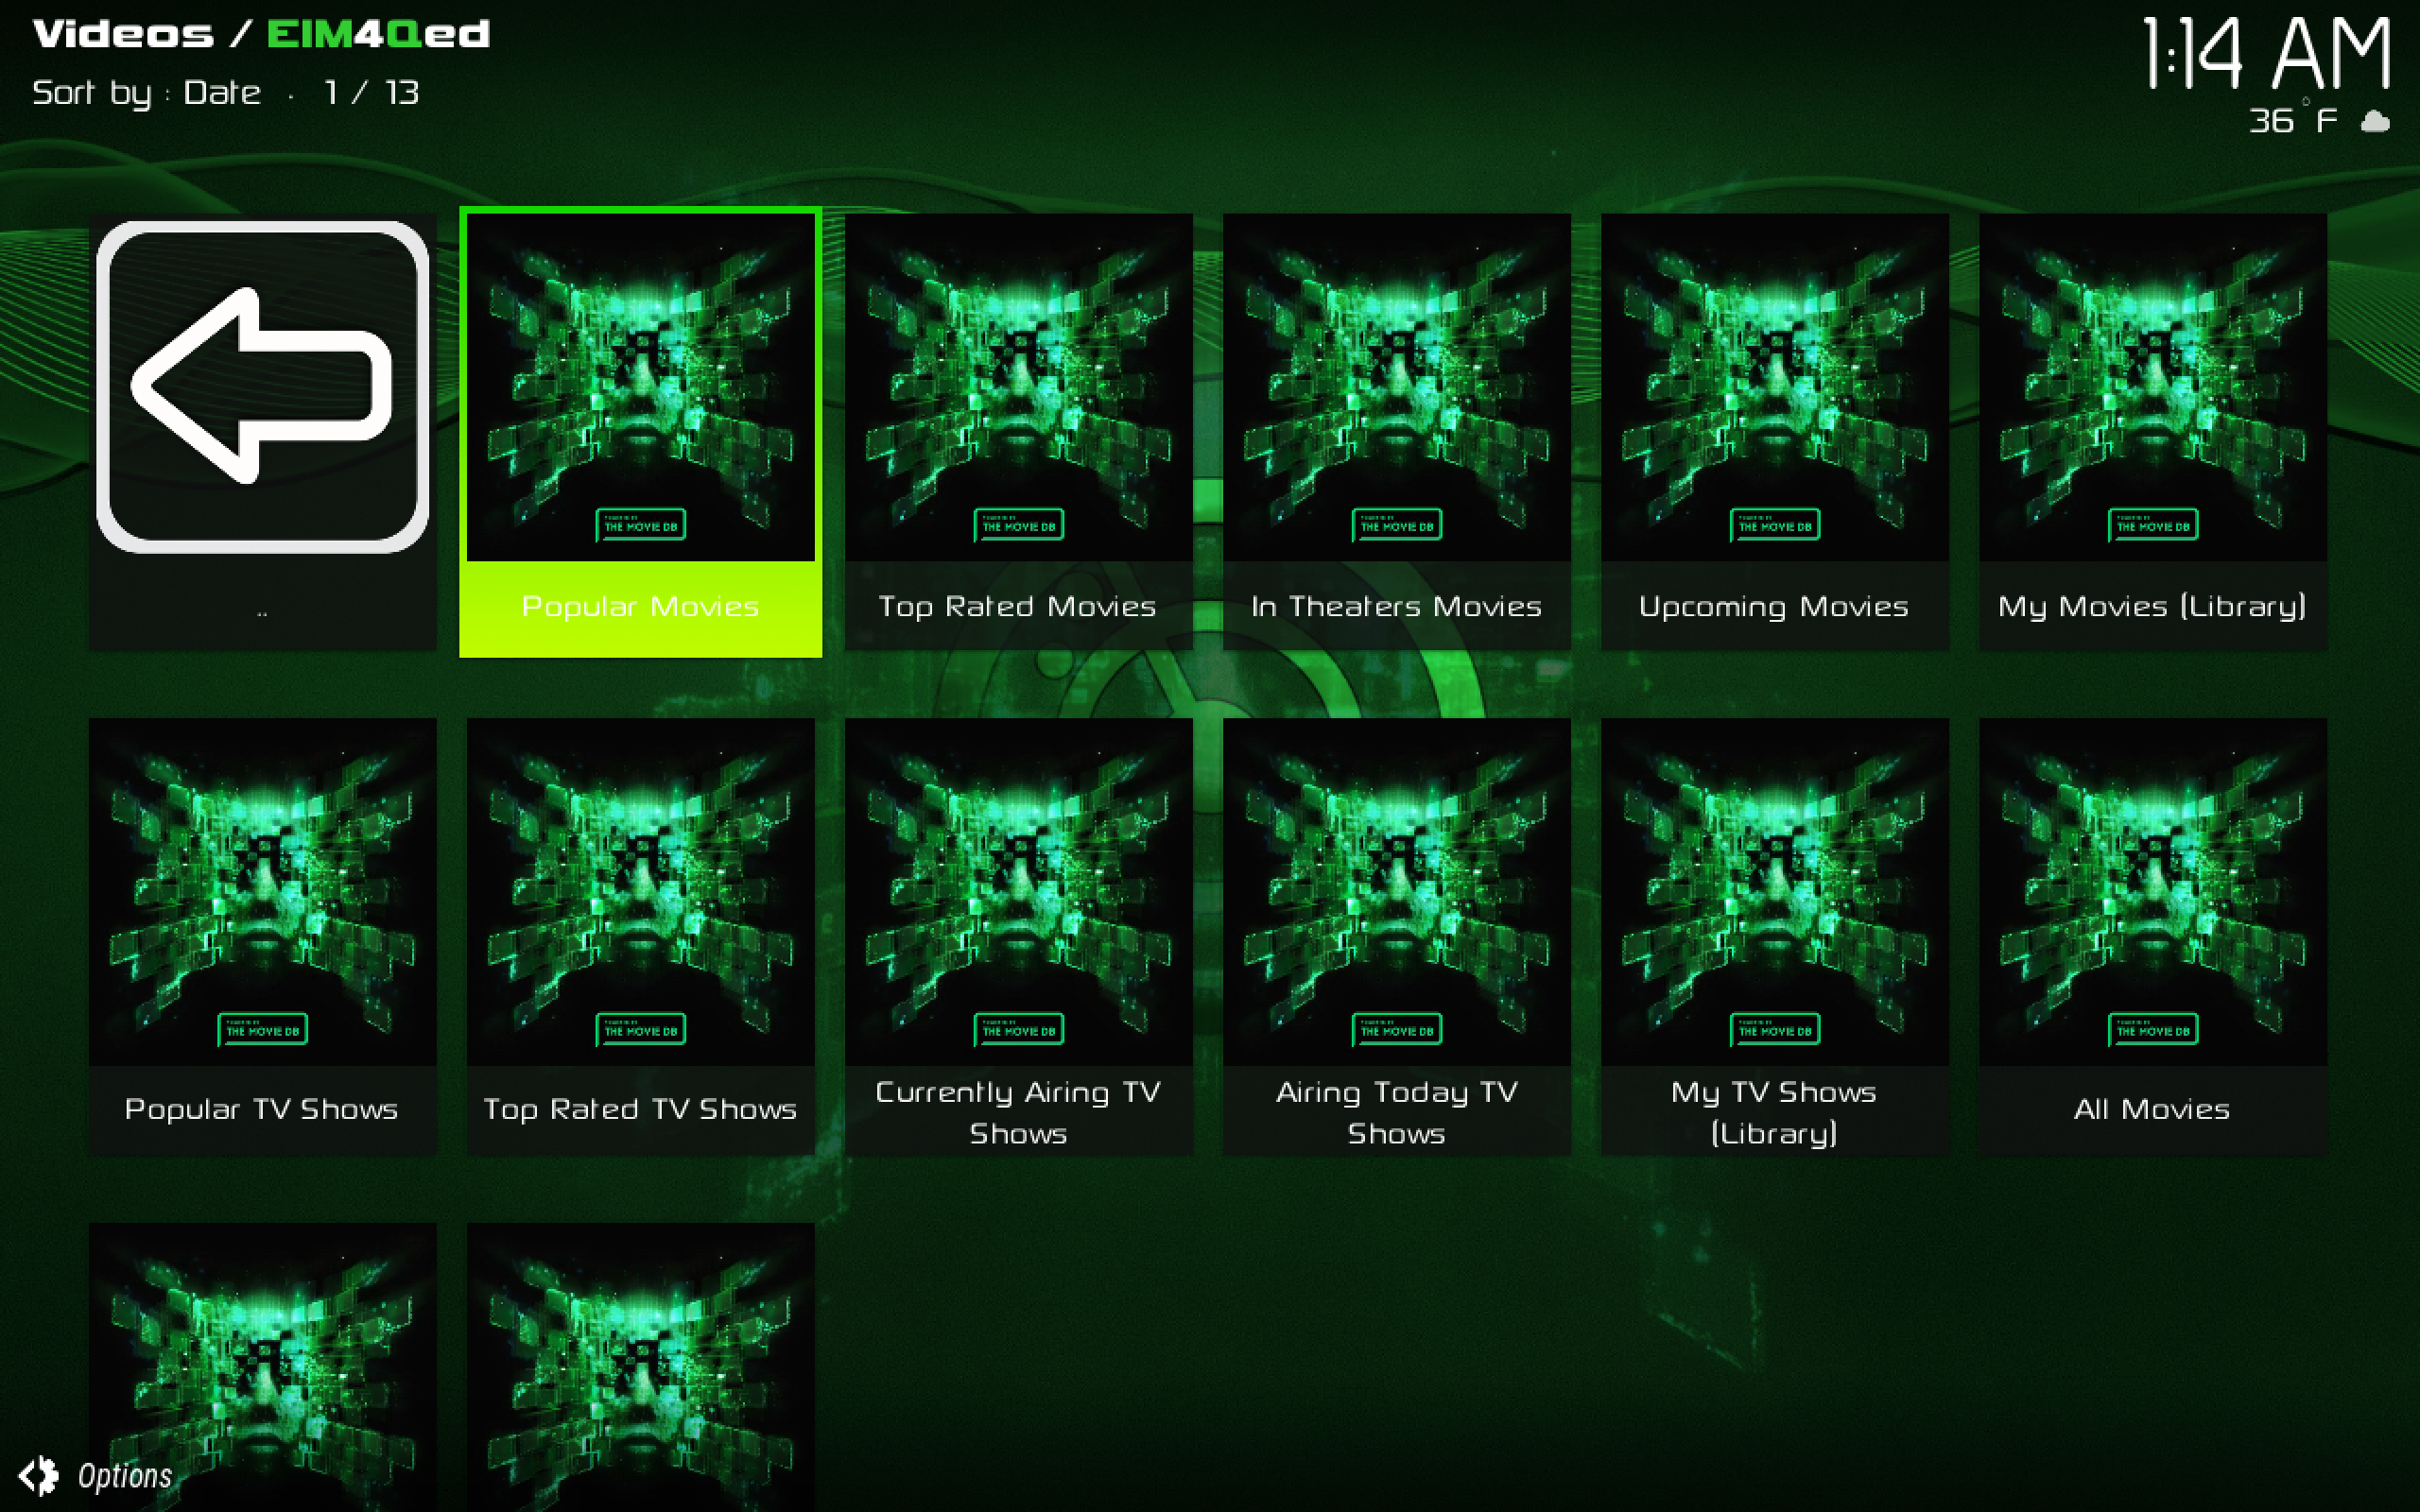 Videos / EIM4Qed
Sort by : Date · 1 / 13
1:14 AM
36°F
..
Popular Movies
Top Rated Movies
In Theaters Movies
Upcoming Movies
My Movies (Library)
THE MOVIE DB
THE MOVIE DB
THE MOVIE DB
THE MOVIE DB
THE MOVIE DB
Popular TV Shows
Top Rated TV Shows
Currently Airing TV
Shows
Airing Today TV
Shows
My TV Shows
(Library)
All Movies
THE MOVIE DB
THE MOVIE DB
THE MOVIE DB
THE MOVIE DB
THE MOVIE DB
THE MOVIE DB
Options